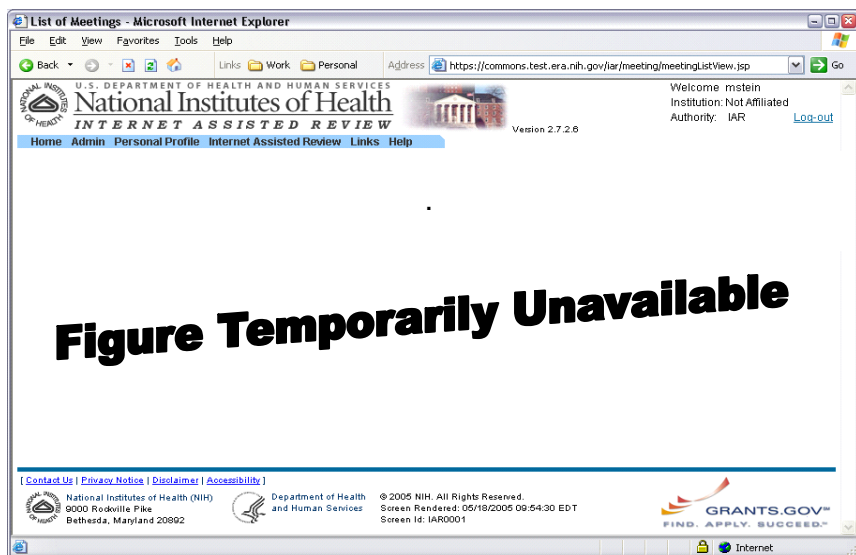 List of Meetings - Microsoft Internet Explorer
File Edit View Favorites Tools Help
Back Links Work Personal Address https://commons.test.era.nih.gov/iar/meeting/meetingListView.jsp Go
U.S. DEPARTMENT OF HEALTH AND HUMAN SERVICES
National Institutes of Health
INTERNET ASSISTED REVIEW
Version 2.7.2.6
Welcome mstein
Institution: Not Affiliated
Authority: IAR Log-out
Home Admin Personal Profile Internet Assisted Review Links Help
.
Figure Temporarily Unavailable
[ Contact Us | Privacy Notice | Disclaimer | Accessibility ]
National Institutes of Health (NIH)
9000 Rockville Pike
Bethesda, Maryland 20892
Department of Health
and Human Services
© 2005 NIH. All Rights Reserved.
Screen Rendered: 05/18/2005 09:54:30 EDT
Screen Id: IAR0001
GRANTS.GOV℠
FIND. APPLY. SUCCEED.℠
Internet